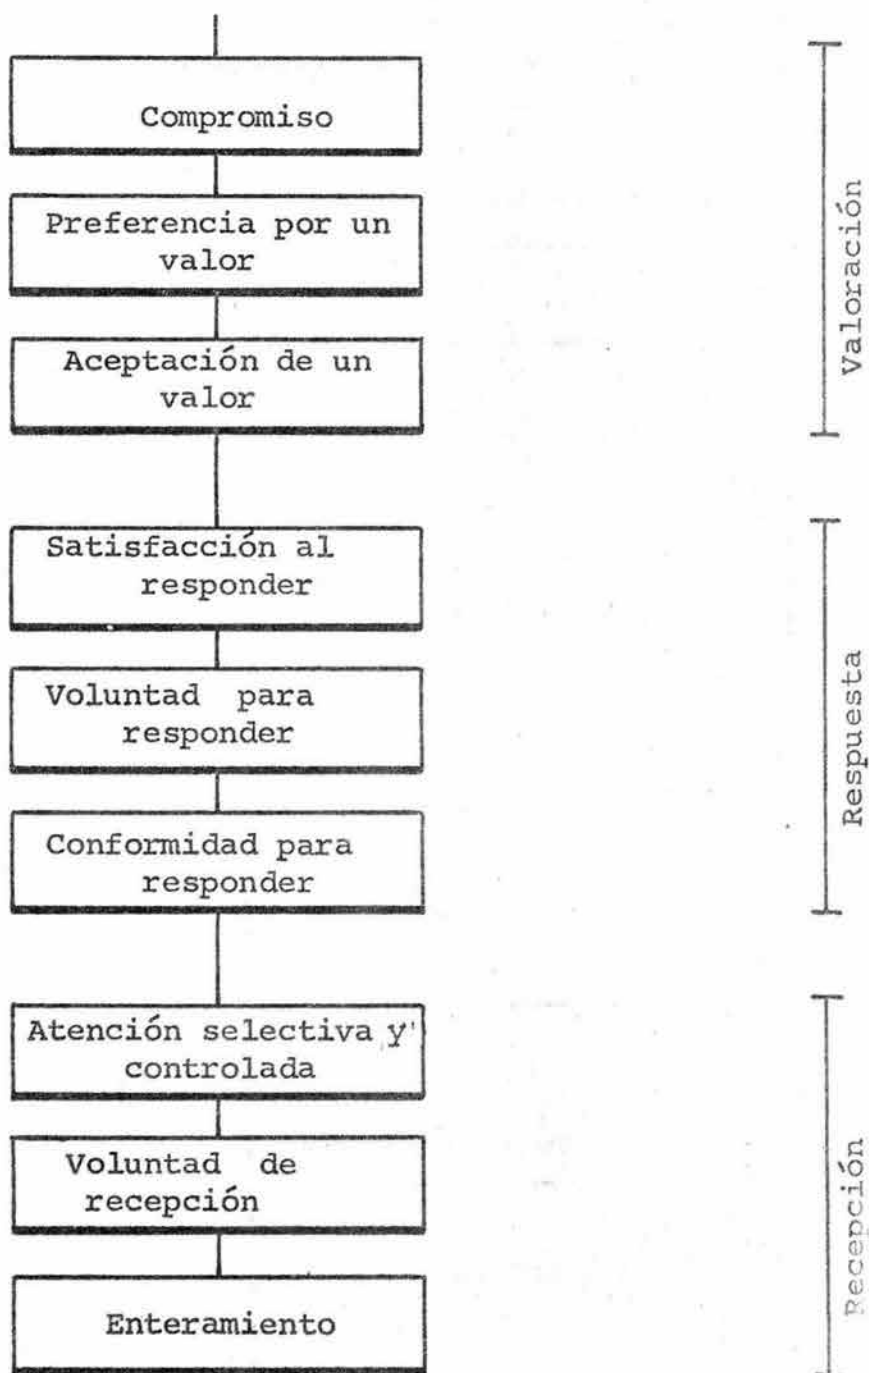 Compromiso
Preferencia por un
valor
Aceptación de un
valor
Valoración
Satisfacción al
responder
Voluntad para
responder
Conformidad para
responder
Respuesta
Atención selectiva y
controlada
Voluntad de
recepción
Enteramiento
Recepción